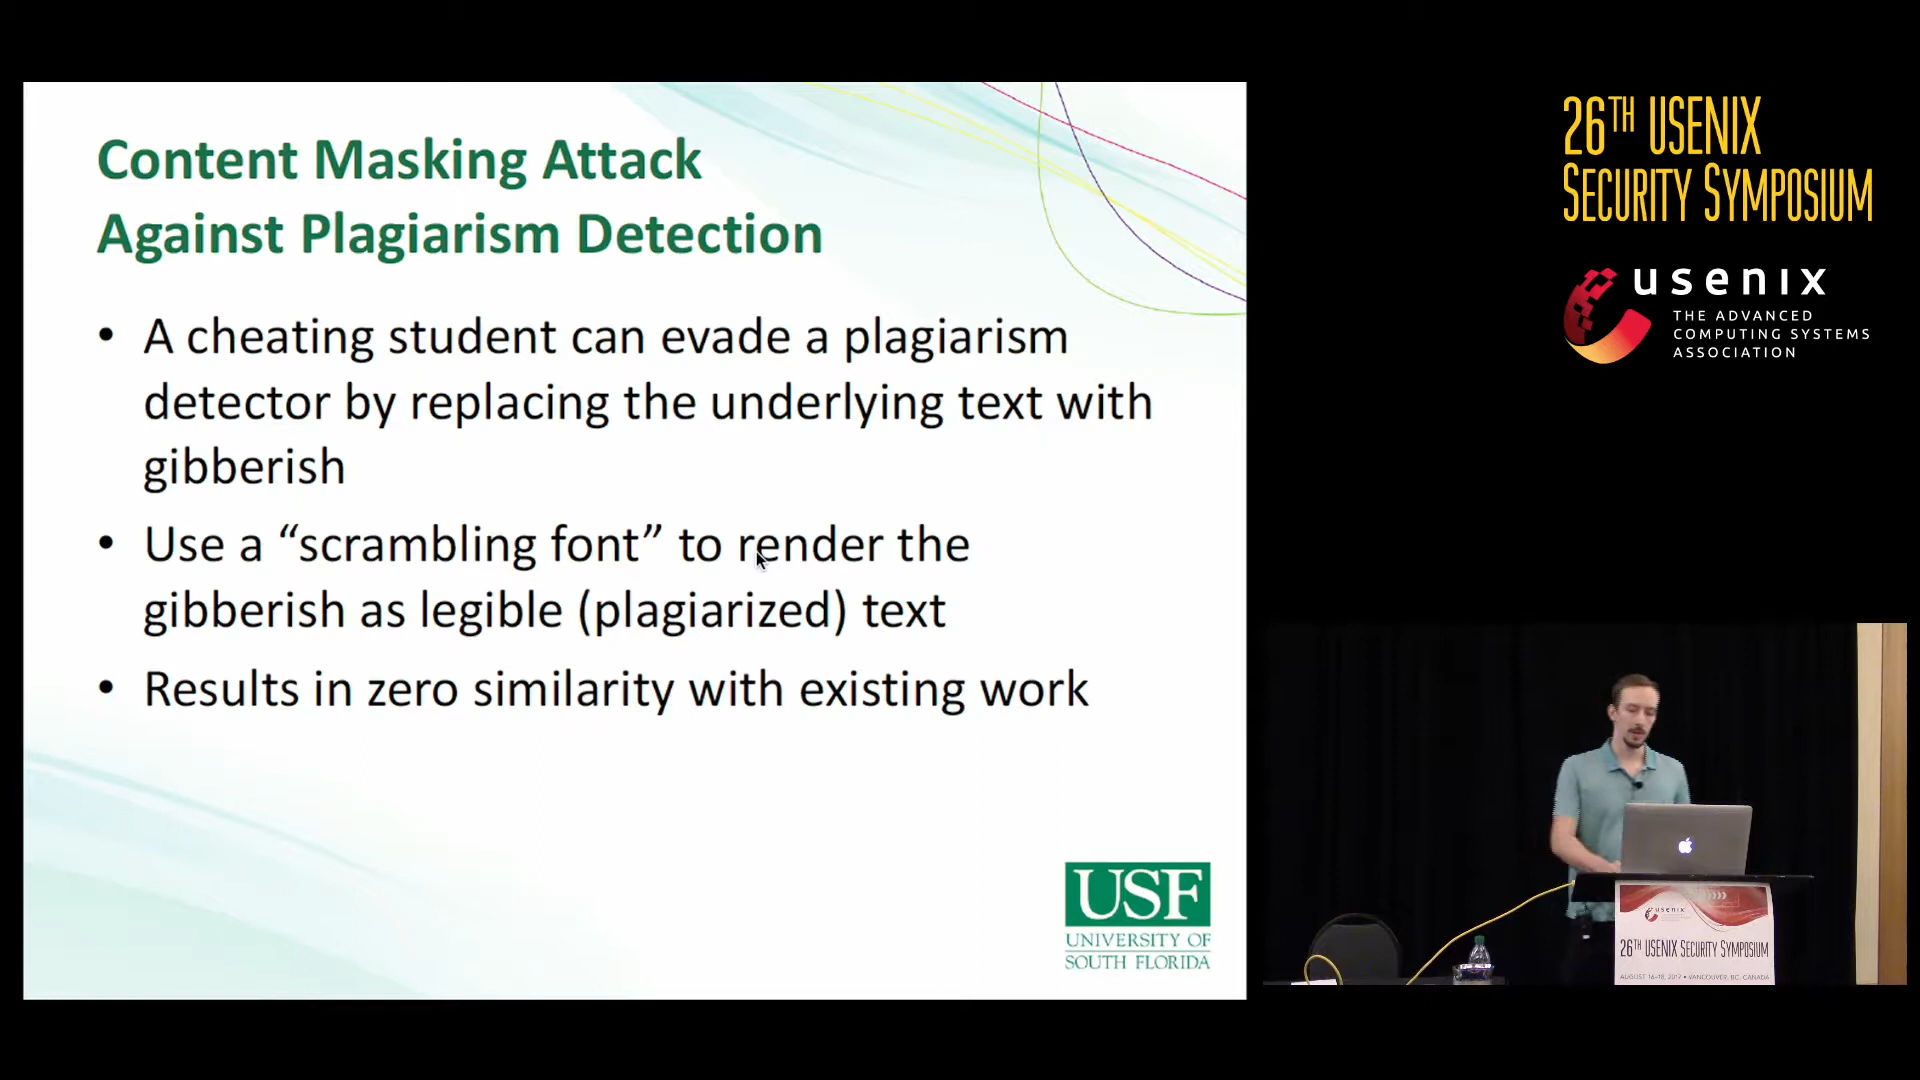 Content Masking Attack
Against Plagiarism Detection
• A cheating student can evade a plagiarism
detector by replacing the underlying text with
gibberish
• Use a “scrambling font” to render the
gibberish as legible (plagiarized) text
• Results in zero similarity with existing work
USF
UNIVERSITY OF
SOUTH FLORIDA
26TH USENIX
SECURITY SYMPOSIUM
usenix
THE ADVANCED
COMPUTING SYSTEMS
ASSOCIATION
usenix
26TH USENIX SECURITY SYMPOSIUM
AUGUST 16–18, 2017 • VANCOUVER, BC, CANADA